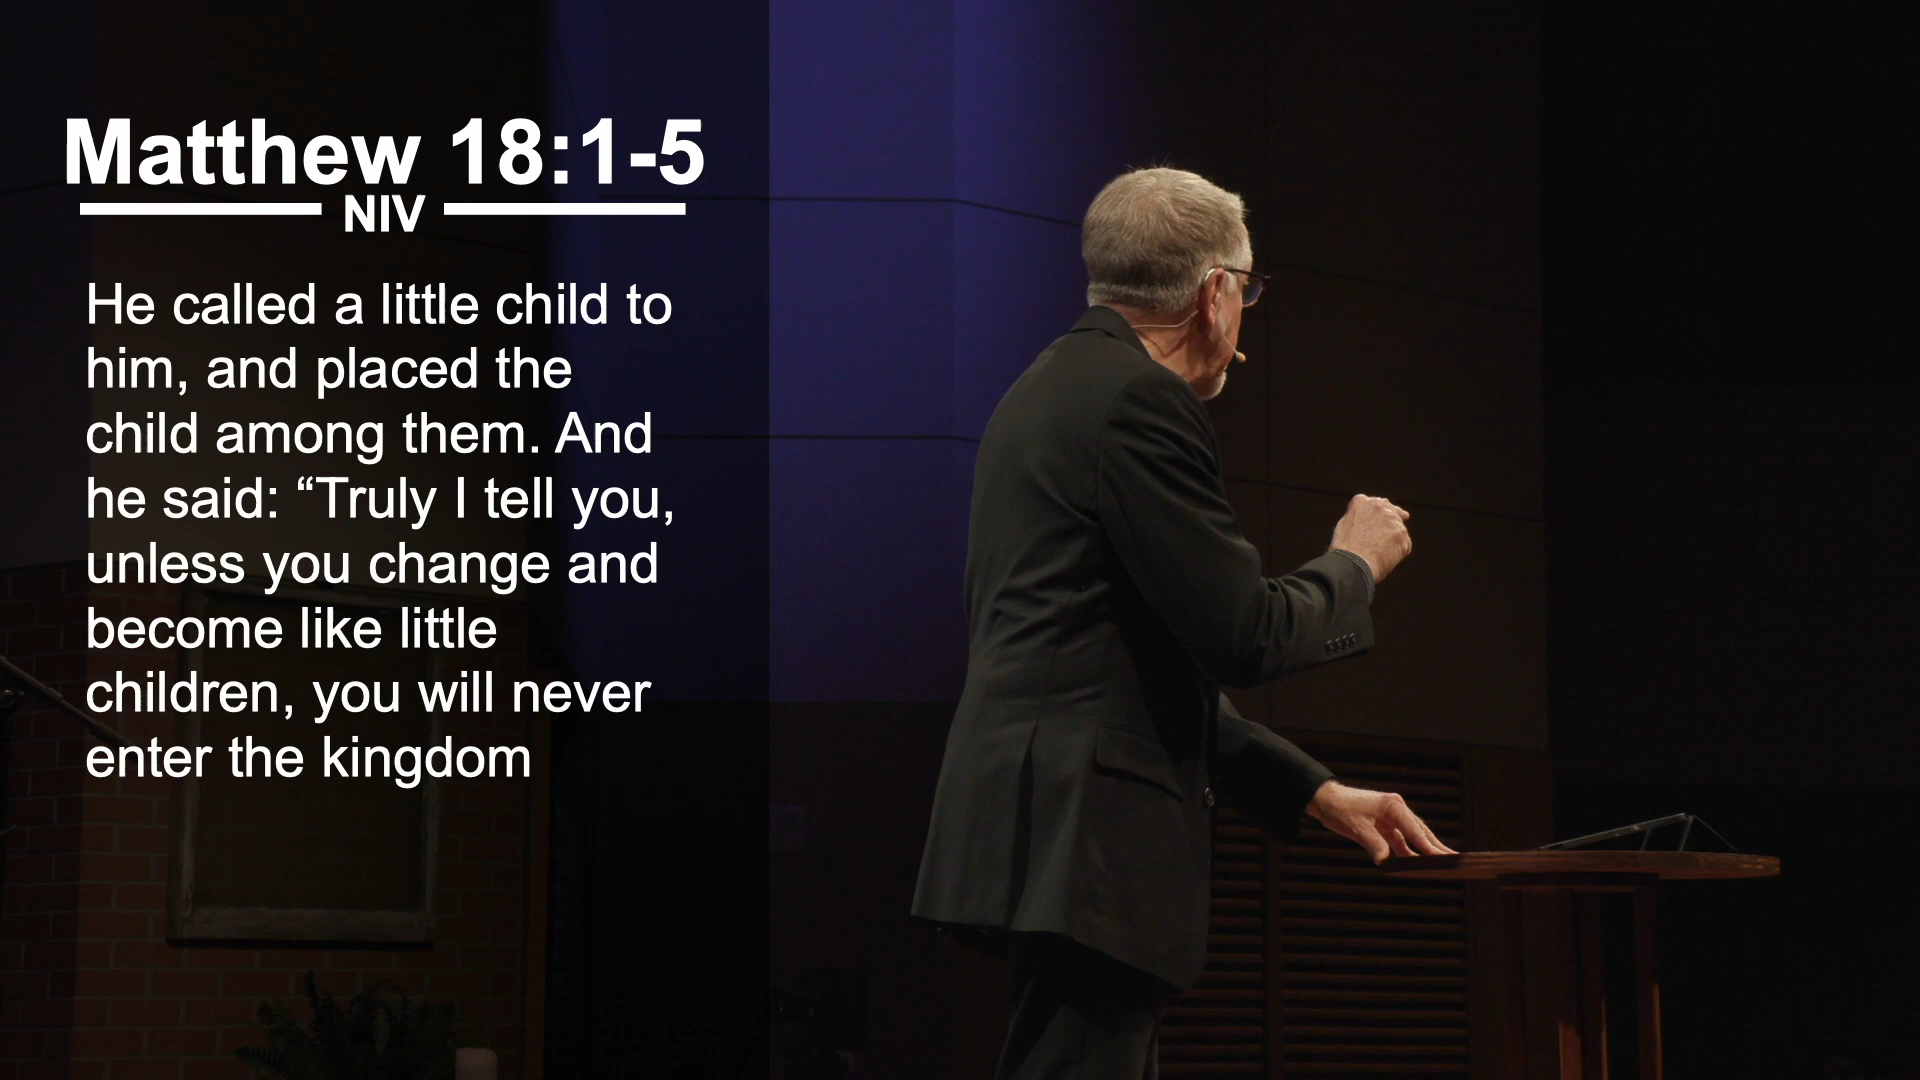 Matthew 18:1-5
NIV
He called a little child to
him, and placed the
child among them. And
he said: “Truly I tell you,
unless you change and
become like little
children, you will never
enter the kingdom